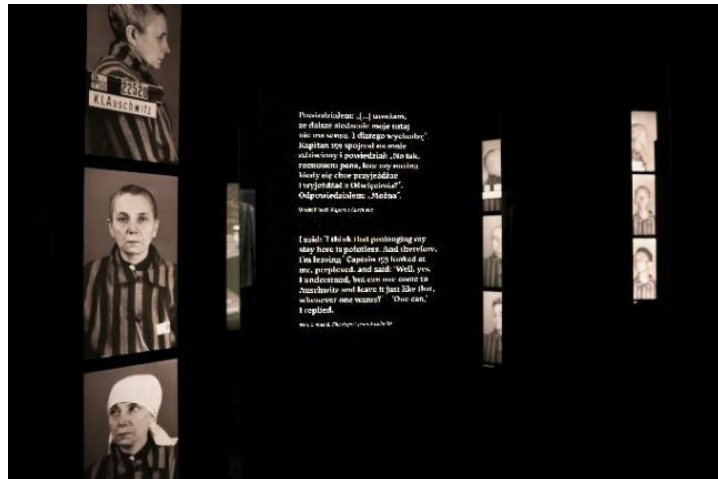 22520
K.L.Auschwitz
Powiedziałem: „[...] uważam,
że dalsze siedzenie moje tutaj
nie ma sensu. I dlatego wychodzę”.
Kapitan 159 spojrzał na mnie
zdziwiony i powiedział: „No tak,
rozumiem pana, lecz czy można
kiedy się chce przyjeżdżać
i wyjeżdżać z Oświęcimia?”.
Odpowiedziałem: „Można”.
I said: ‘I think that prolonging my
stay here is pointless. And therefore,
I’m leaving.’ Captain 159 looked at
me, perplexed, and said: ‘Well, yes,
I understand, but can one come to
Auschwitz and leave it just like that,
whenever one wants?’ ‘One can,’
I replied.